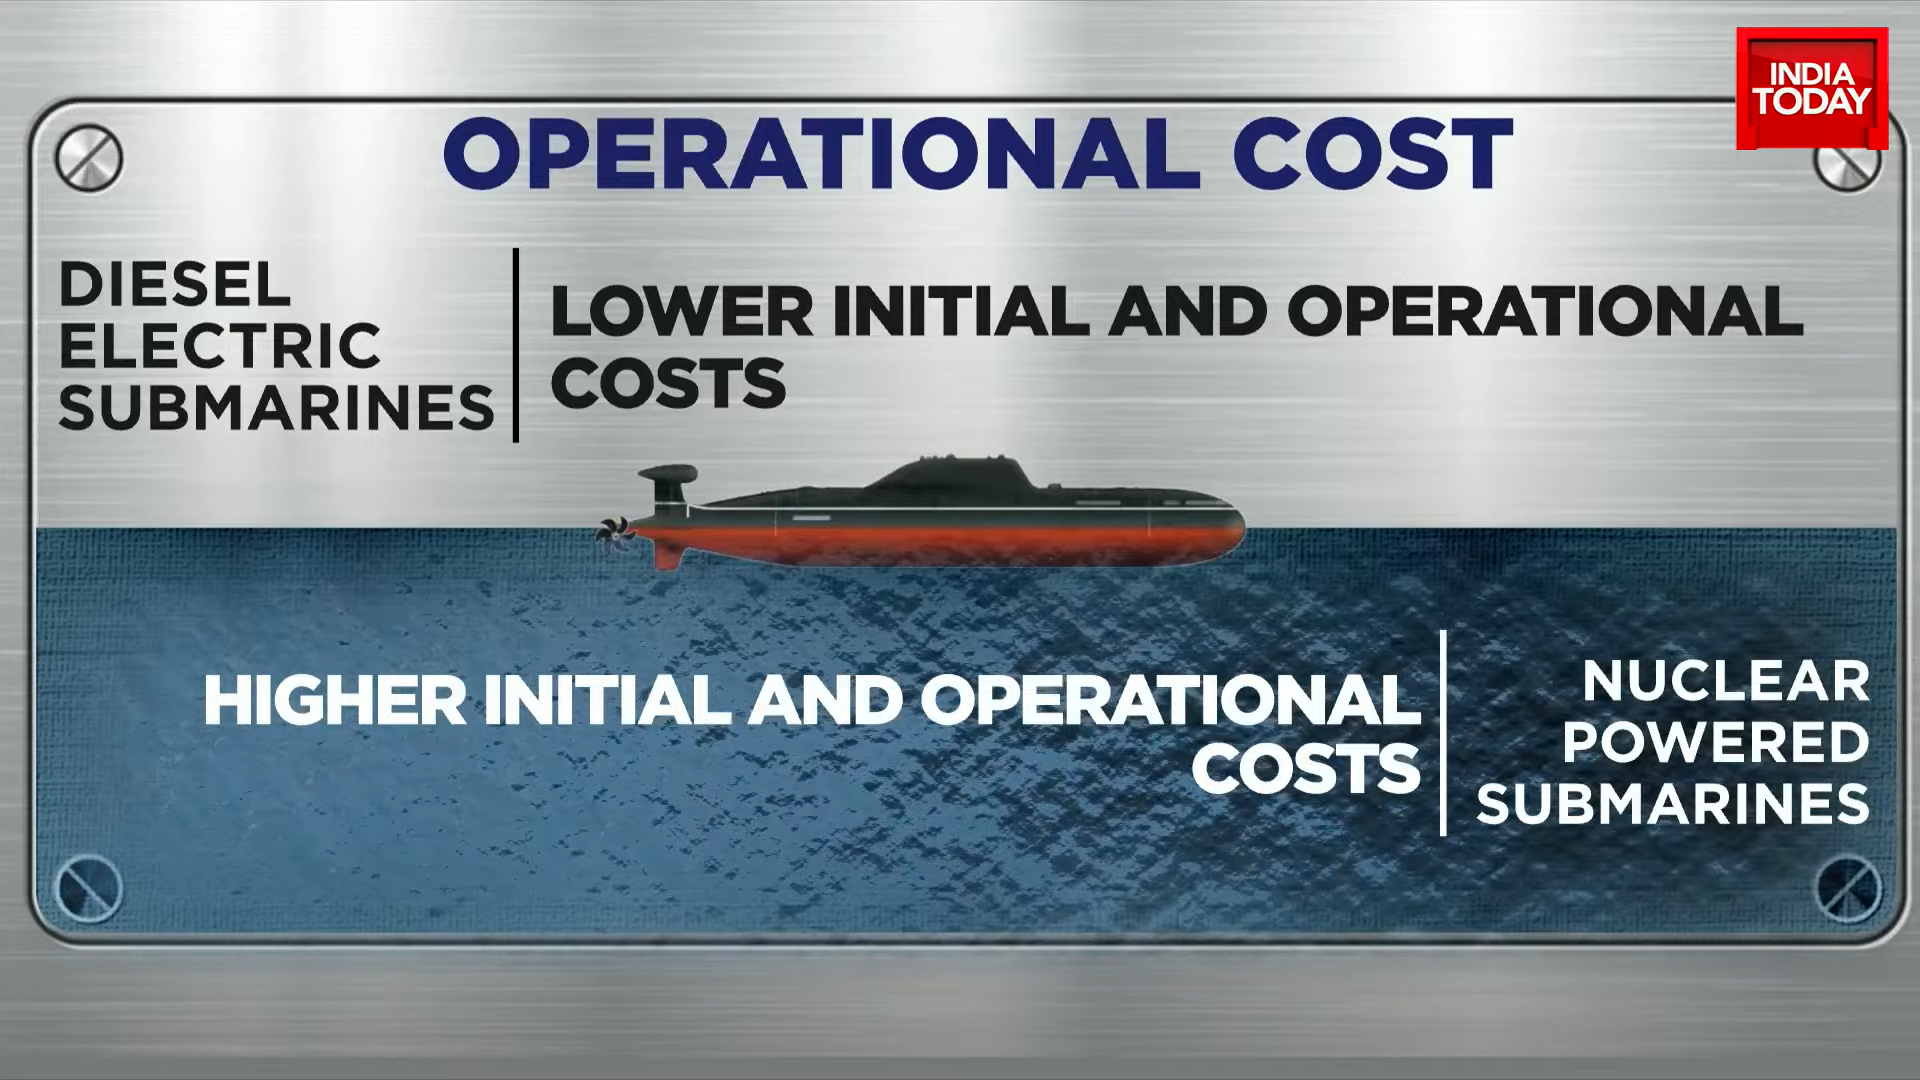 INDIA
TODAY
OPERATIONAL COST
DIESEL
ELECTRIC
SUBMARINES
LOWER INITIAL AND OPERATIONAL
COSTS
HIGHER INITIAL AND OPERATIONAL
COSTS
NUCLEAR
POWERED
SUBMARINES